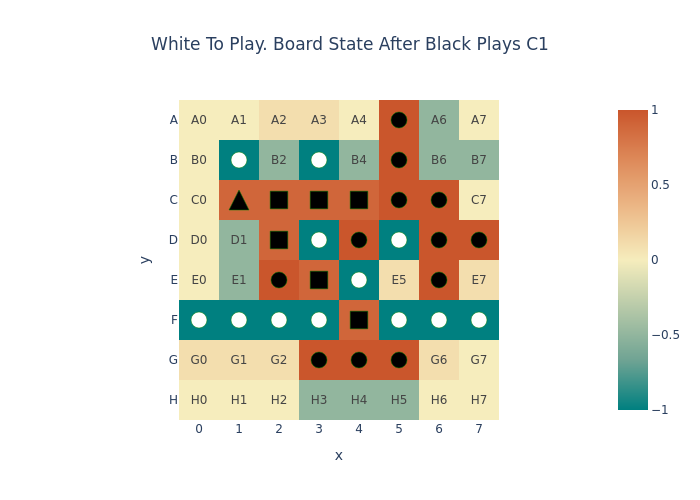 White To Play. Board State After Black Plays C1
A A0 A1 A2 A3 A4 A6 A7
B B0 B2 B4 B6 B7
C C0 C7
D D0 D1
E E0 E1 E5 E7
F
G G0 G1 G2 G6 G7
H H0 H1 H2 H3 H4 H5 H6 H7
0 1 2 3 4 5 6 7
x
y
1
0.5
0
−0.5
−1